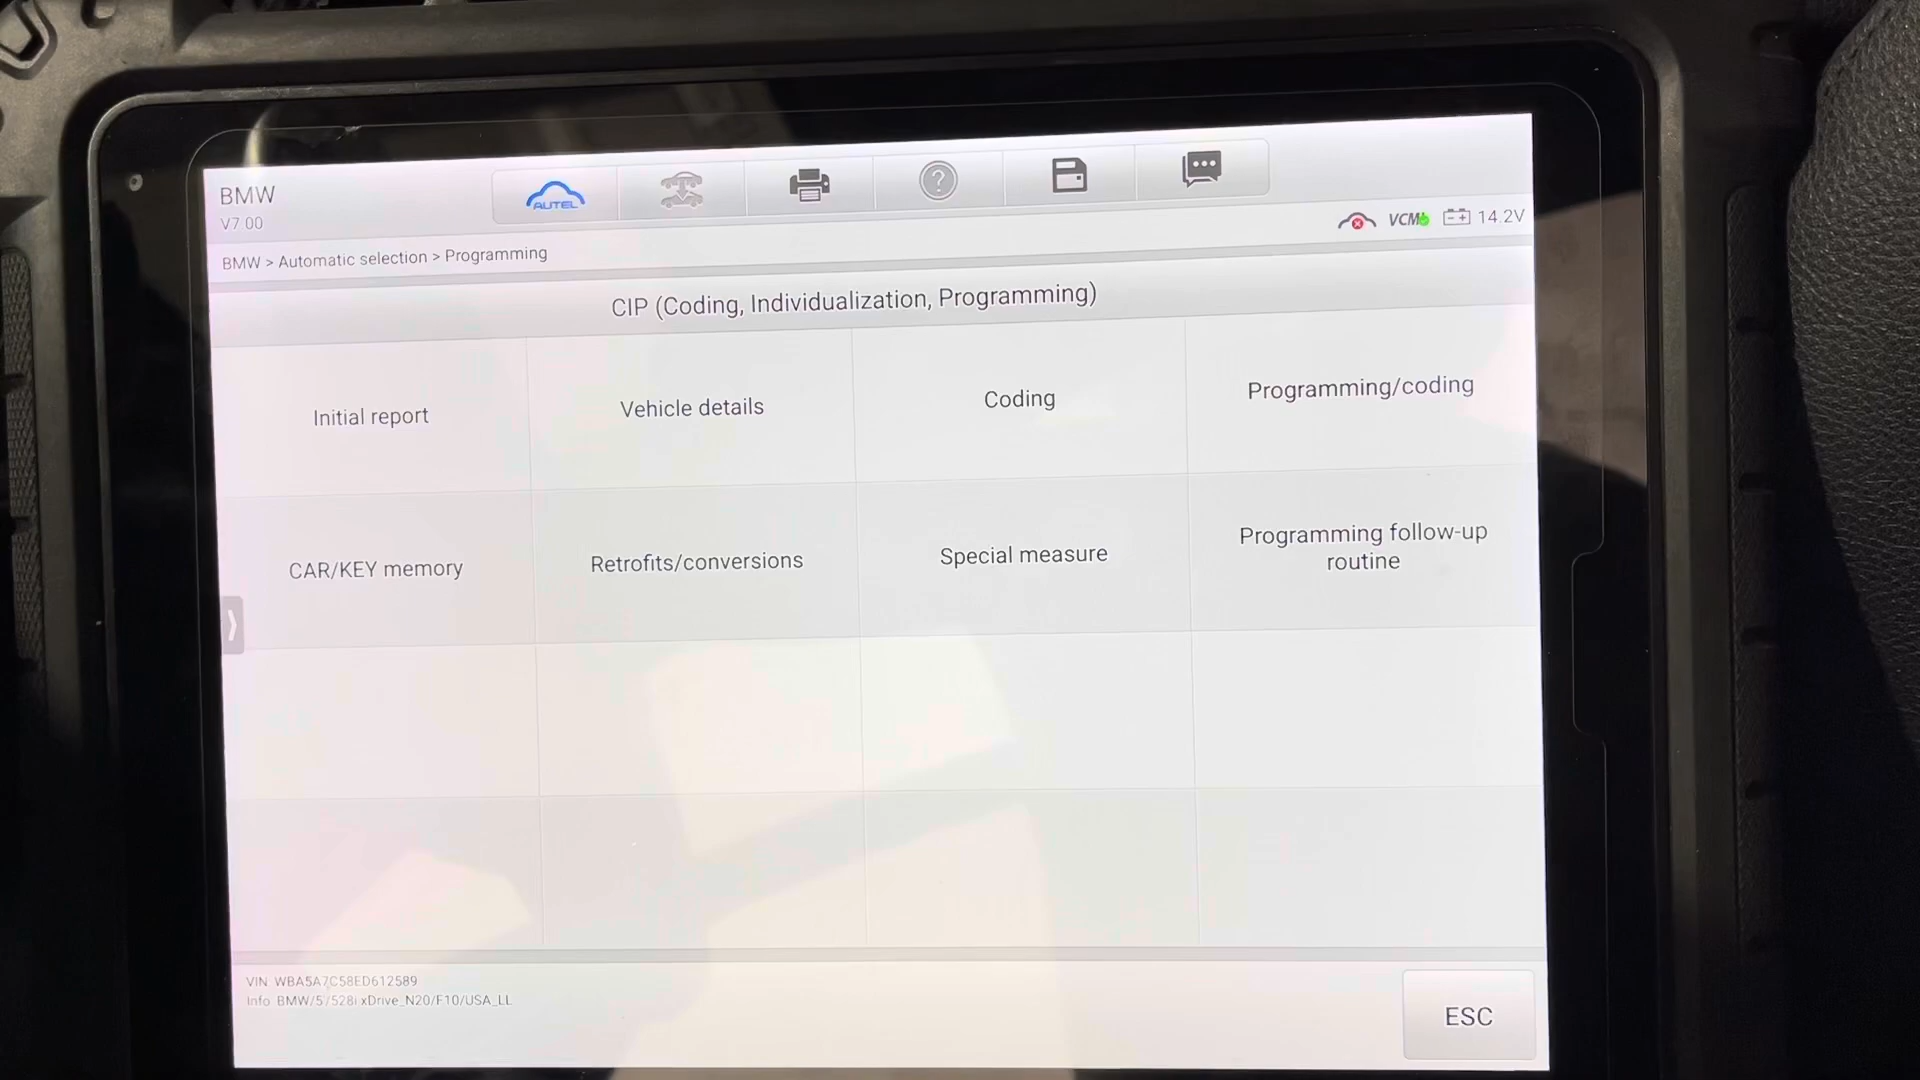 BMW
V7.00
AUTEL
?
VCM
14.2V
BMW > Automatic selection > Programming
CIP (Coding, Individualization, Programming)
Initial report
Vehicle details
Coding
Programming/coding
CAR/KEY memory
Retrofits/conversions
Special measure
Programming follow-up
routine
VIN WBA5A7C58ED612589
Info BMW/5'/528i xDrive_N20/F10/USA_LL
ESC